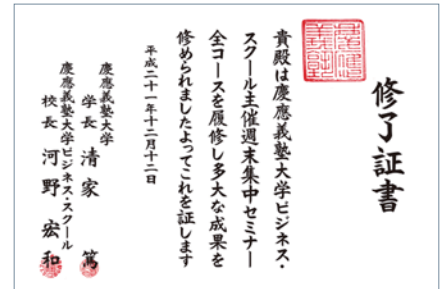 修了証書
慶應義塾
貴殿は慶應義塾大学ビジネス・
スクール主催週末集中セミナー
全コースを履修し多大な成果を
修められましたよってこれを証します
平成二十一年十二月十二日
慶應義塾大学
学長 清家 篤
慶應義塾大学ビジネス・スクール
校長 河野 宏和